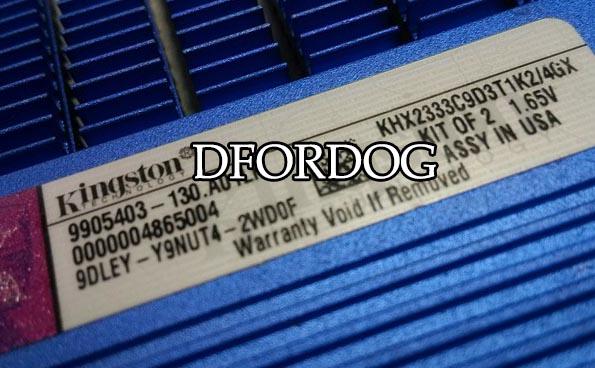 KHX2333C9D3T1K2/4GX
KIT OF 2 1.65V
ASSY IN USA
Kingston
TECHNOLOGY
DFORDOG
9905403-130.A0
0000004865004
9DLEY-Y9NUT4-2WD0F
Warranty Void If Removed